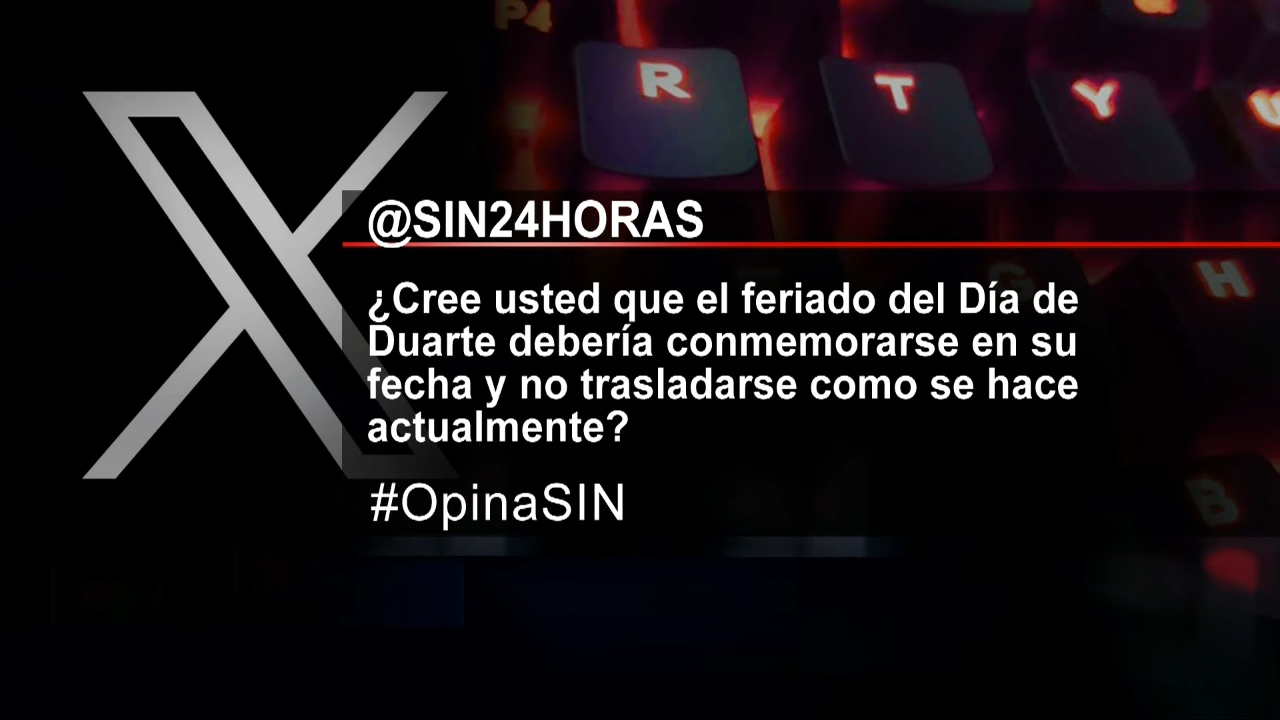 P4
R T Y
@SIN24HORAS
H
¿Cree usted que el feriado del Día de
Duarte debería conmemorarse en su
fecha y no trasladarse como se hace
actualmente?
#OpinaSIN
B